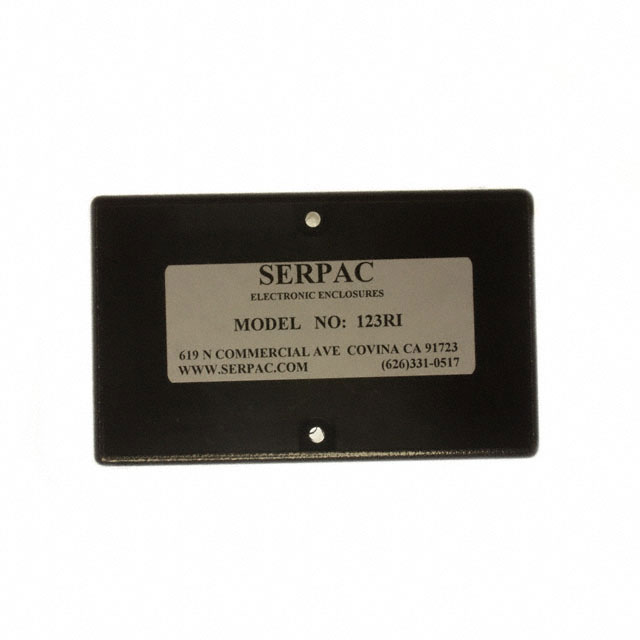 SERPAC
ELECTRONIC ENCLOSURES
MODEL NO: 123RI
619 N COMMERCIAL AVE COVINA CA 91723
WWW.SERPAC.COM (626)331-0517